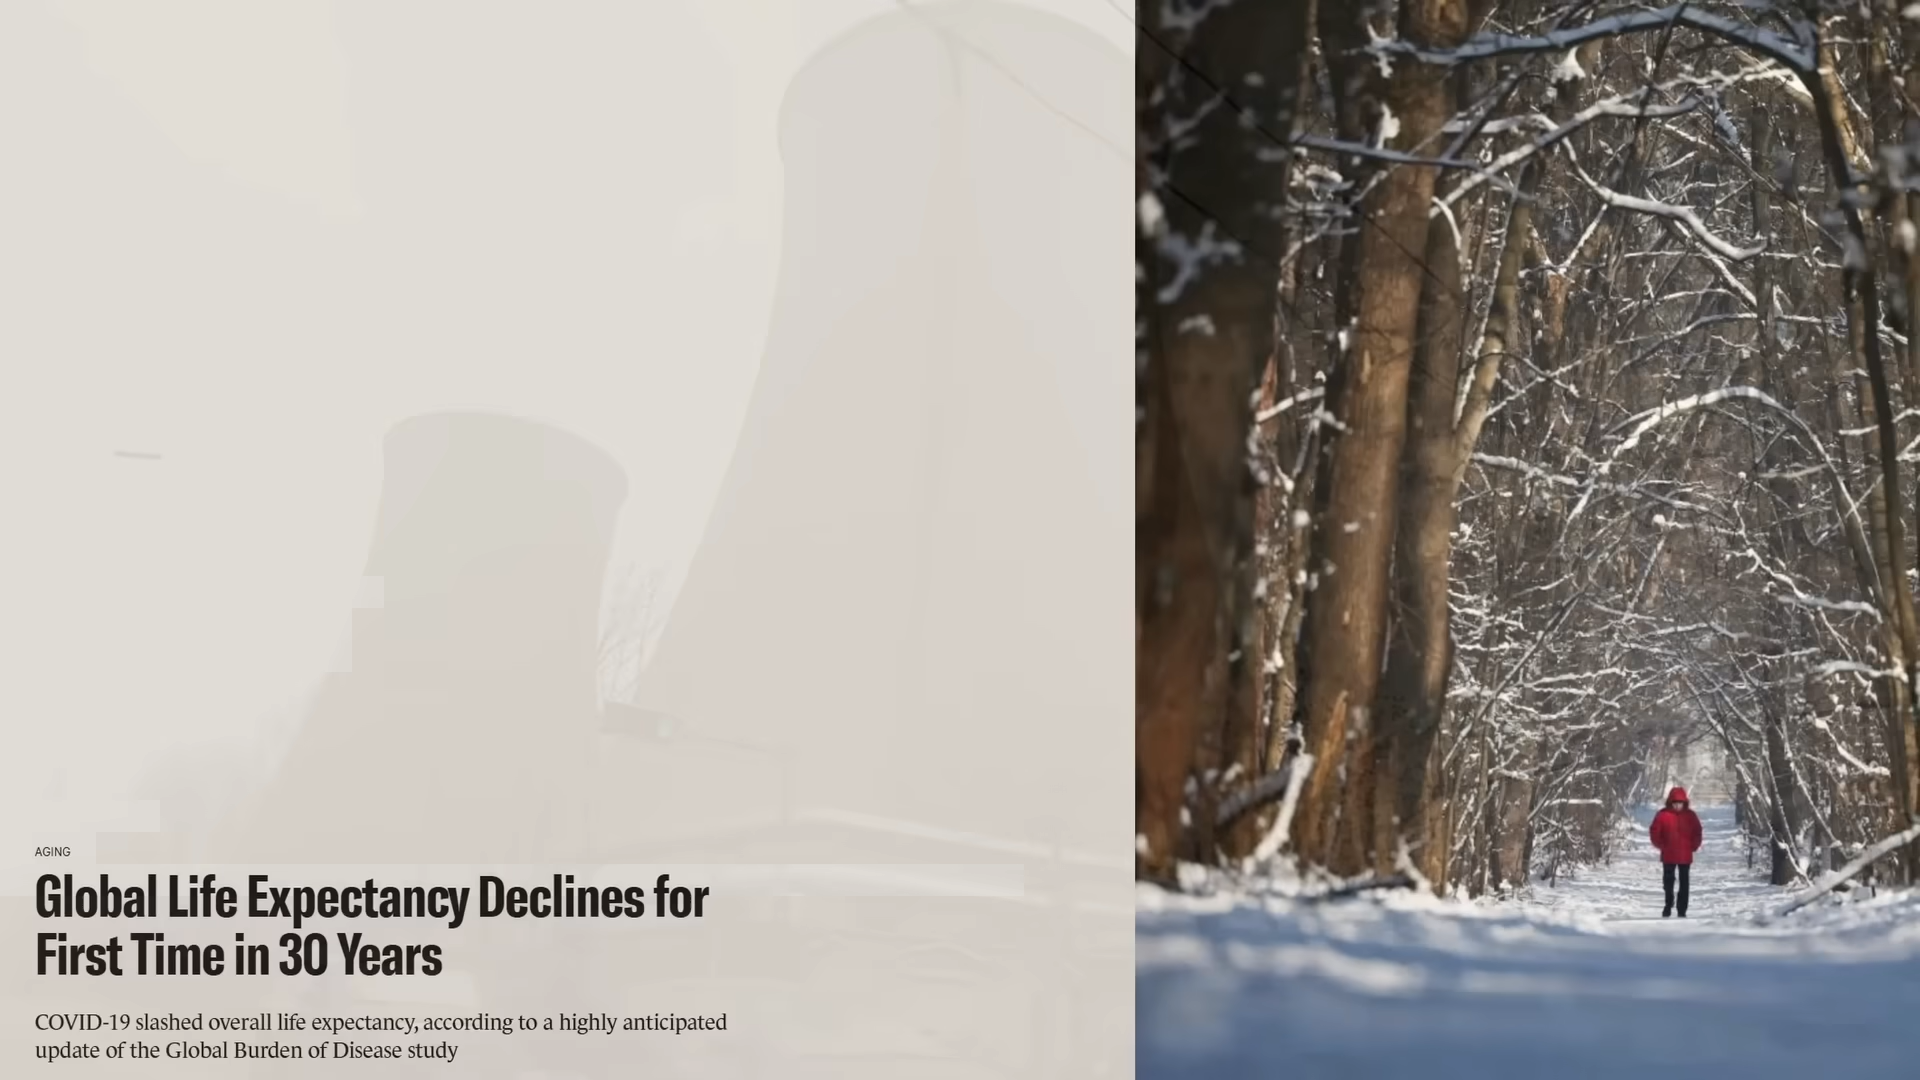 AGING
Global Life Expectancy Declines for
First Time in 30 Years
COVID-19 slashed overall life expectancy, according to a highly anticipated
update of the Global Burden of Disease study